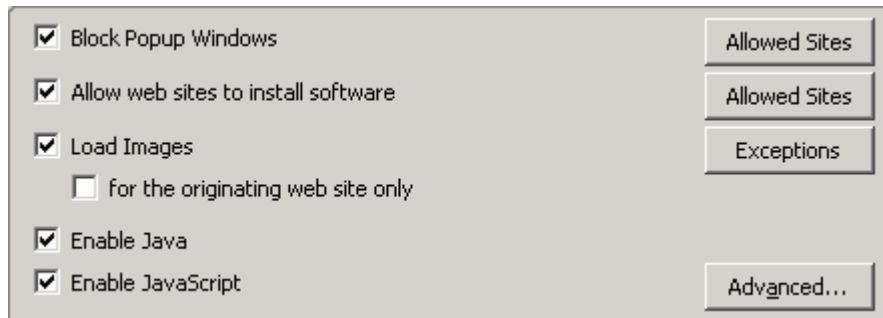 Block Popup Windows Allowed Sites
Allow web sites to install software Allowed Sites
Load Images Exceptions
for the originating web site only
Enable Java
Enable JavaScript Advanced...